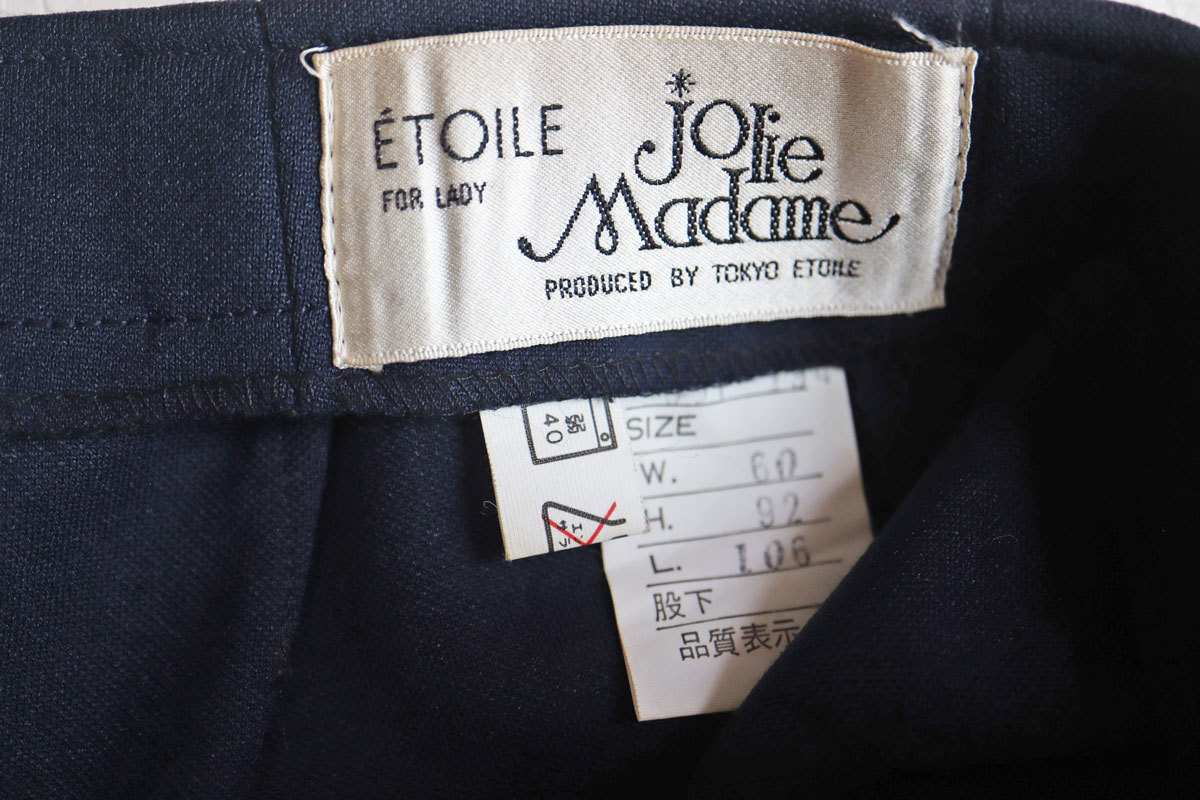 ÉTOILE
FOR LADY
jolie
Madame
PRODUCED BY TOKYO ETOILE
弱
40
SIZE
W. 60
H. 92
L. 106
股下
品質表示